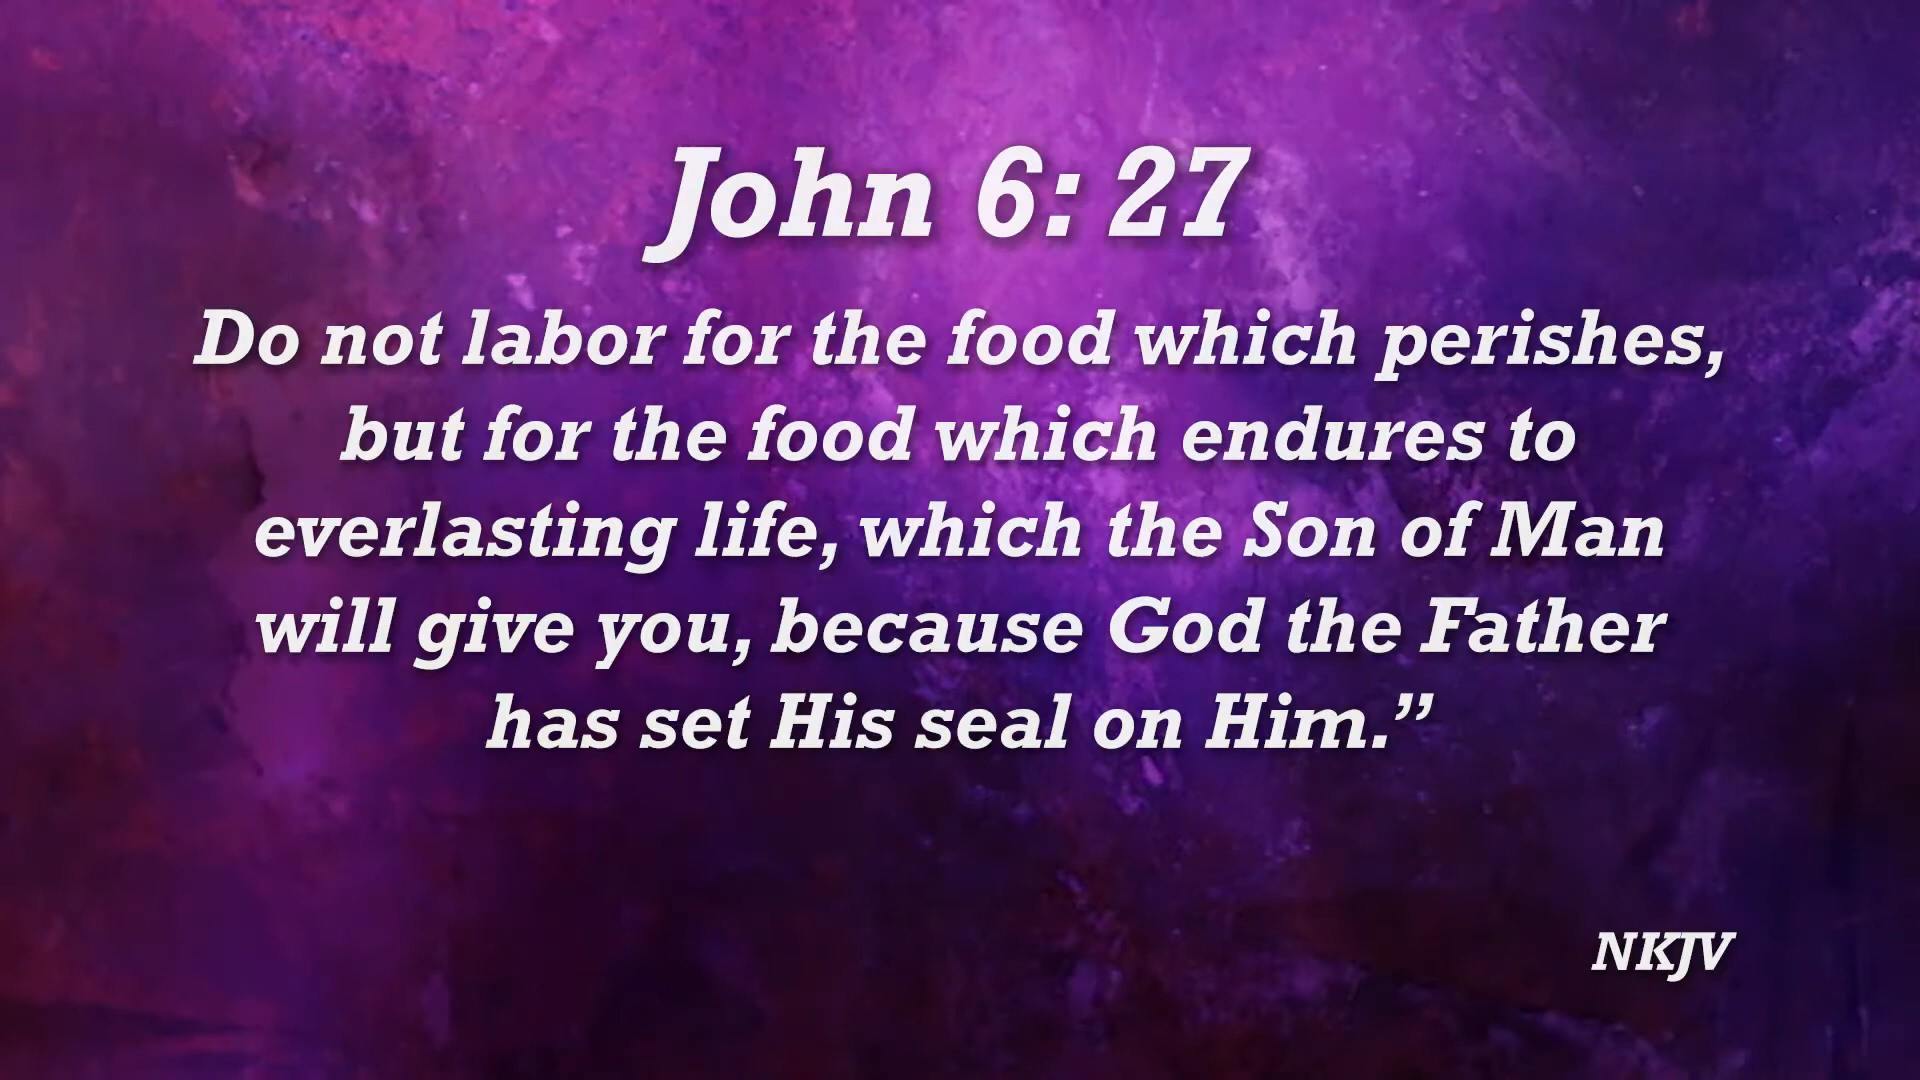 John 6: 27
Do not labor for the food which perishes,
but for the food which endures to
everlasting life, which the Son of Man
will give you, because God the Father
has set His seal on Him.”
NKJV